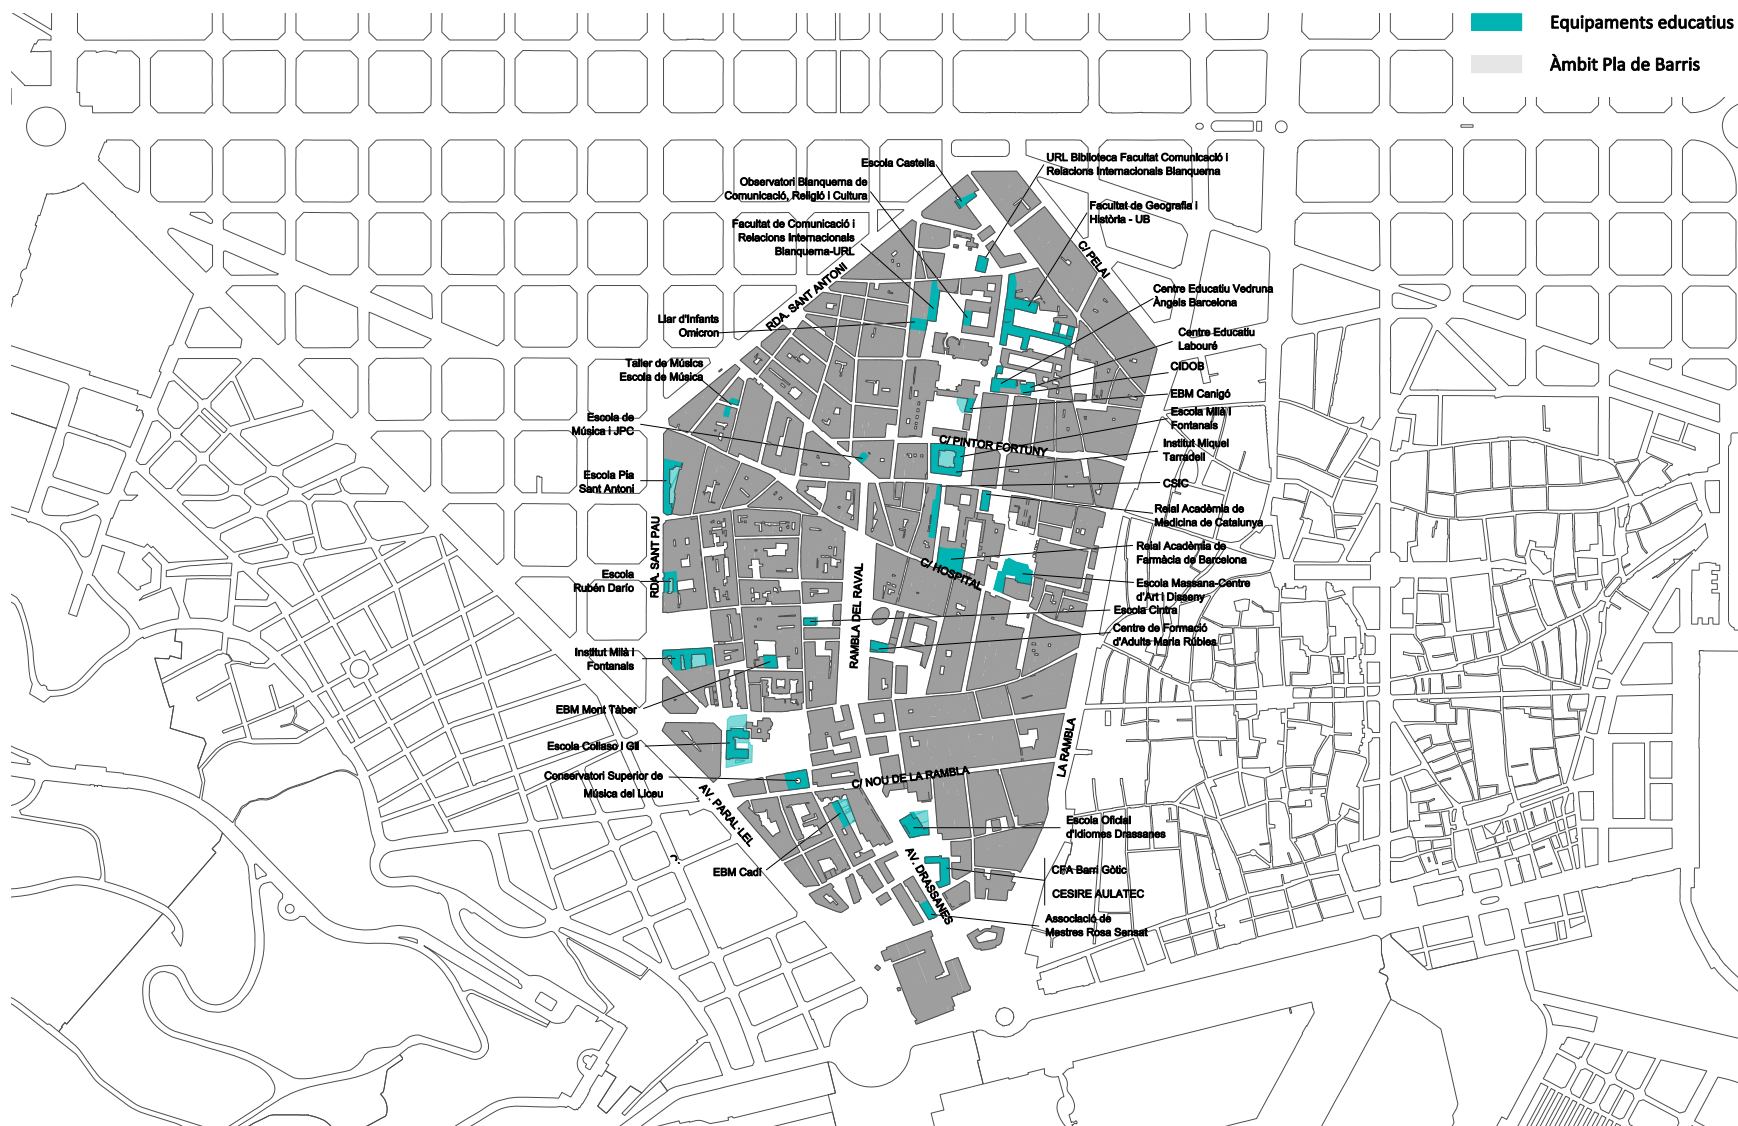 Equipaments educatius
Àmbit Pla de Barris
Escola Castella
URL Biblioteca Facultat Comunicació i
Relacions Internacionals Blanquerna
Observatori Blanquerna de
Comunicació, Religió i Cultura
Facultat de Geografia i
Història - UB
Facultat de Comunicació i
Relacions Internacionals
Blanquerna-URL
C/ PELAI
RDA. SANT ANTONI
Centre Educatiu Vedruna
Àngels Barcelona
Llar d'Infants
Omicron
Centre Educatiu
Labouré
Taller de Músics
Escola de Música
CIDOB
EBM Canigó
Escola de
Música i JPC
Escola Milà i
Fontanals
C/ PINTOR FORTUNY
Institut Miquel
Tarradell
Escola Pia
Sant Antoni
CSIC
Reial Acadèmia de
Medicina de Catalunya
RDA. SANT PAU
Reial Acadèmia de
Farmàcia de Barcelona
C/ HOSPITAL
Escola
Rubén Darío
RAMBLA DEL RAVAL
Escola Massana-Centre
d'Art i Disseny
Escola Cintra
Centre de Formació
d'Adults Maria Rúbies
Institut Milà i
Fontanals
EBM Mont Tàber
Escola Collaso i Gil
LA RAMBLA
Conservatori Superior de
Música del Liceu
C/ NOU DE LA RAMBLA
AV. PARAL·LEL
Escola Oficial
d'Idiomes Drassanes
EBM Cadí
AV. DRASSANES
CFA Barri Gòtic
CESIRE AULATEC
Associació de
Mestres Rosa Sensat